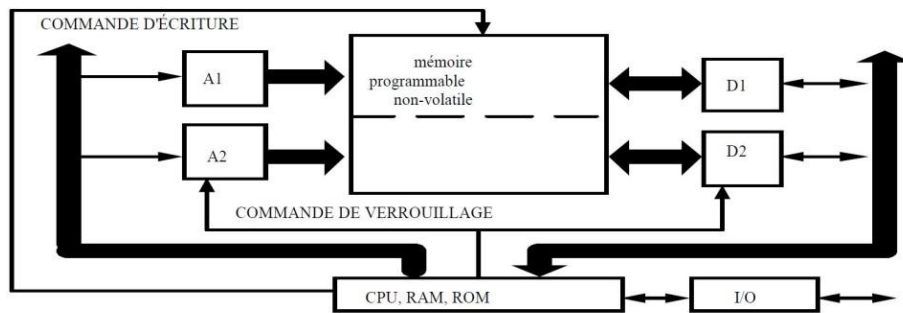 COMMANDE D'ÉCRITURE
A1
mémoire
programmable
non-volatile
D1
A2
D2
COMMANDE DE VERROUILLAGE
CPU, RAM, ROM
I/O